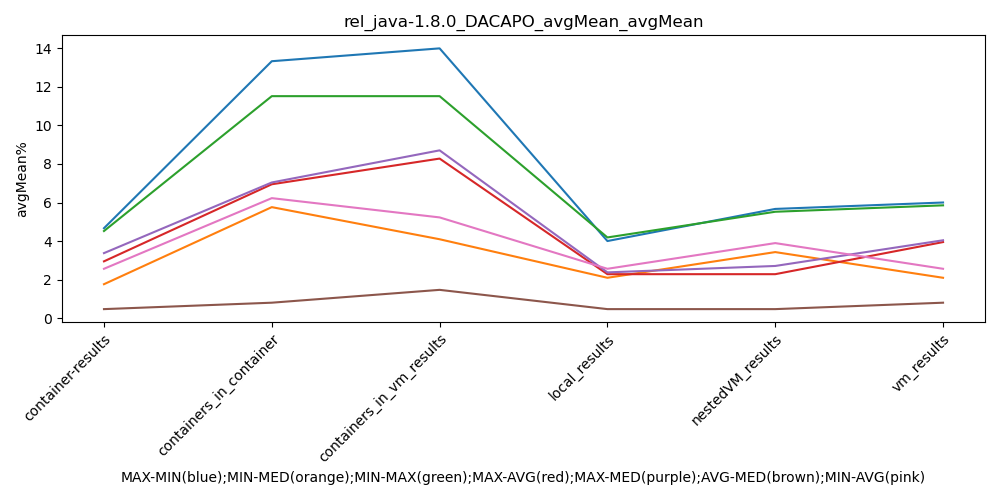 rel_java-1.8.0_DACAPO_avgMean_avgMean
avgMean%
14
12
10
8
6
4
2
0
container-results
containers_in_container
containers_in_vm_results
local_results
nestedVM_results
vm_results
MAX-MIN(blue);MIN-MED(orange);MIN-MAX(green);MAX-AVG(red);MAX-MED(purple);AVG-MED(brown);MIN-AVG(pink)